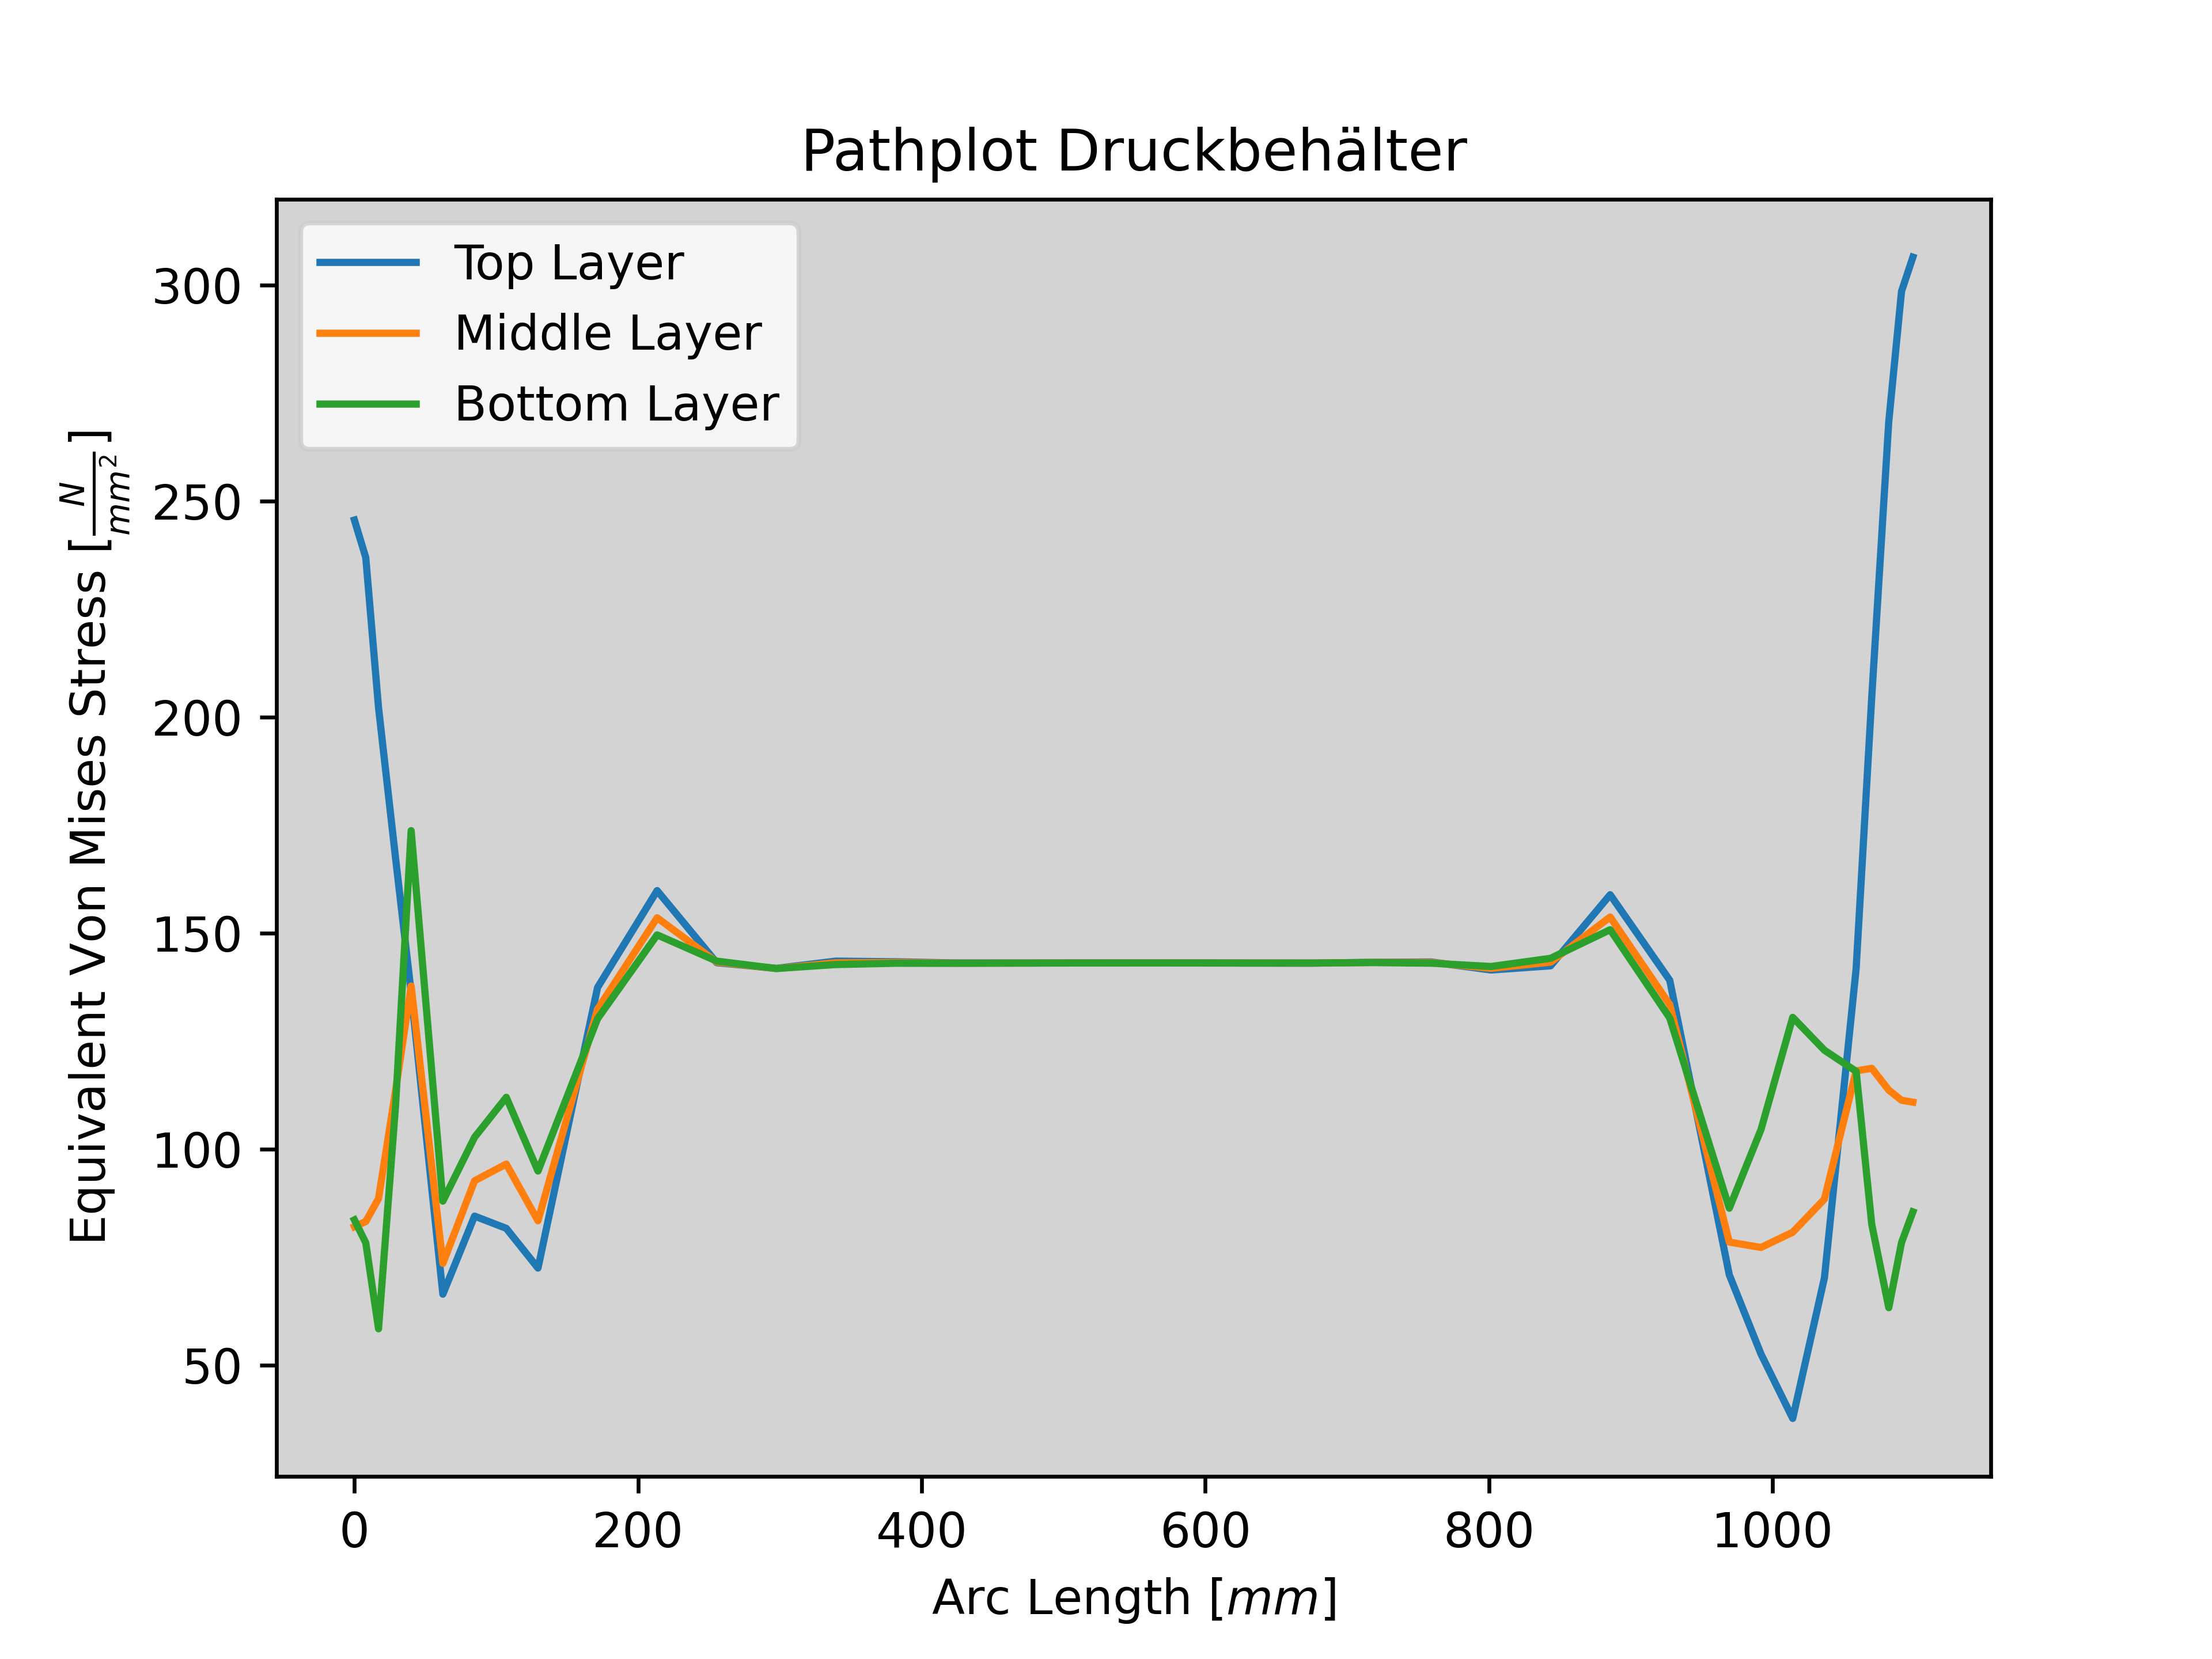 Pathplot Druckbehälter
Top Layer
Middle Layer
Bottom Layer
300
250
200
150
100
50
Equivalent Von Mises Stress [N/mm²]
0 200 400 600 800 1000
Arc Length [mm]